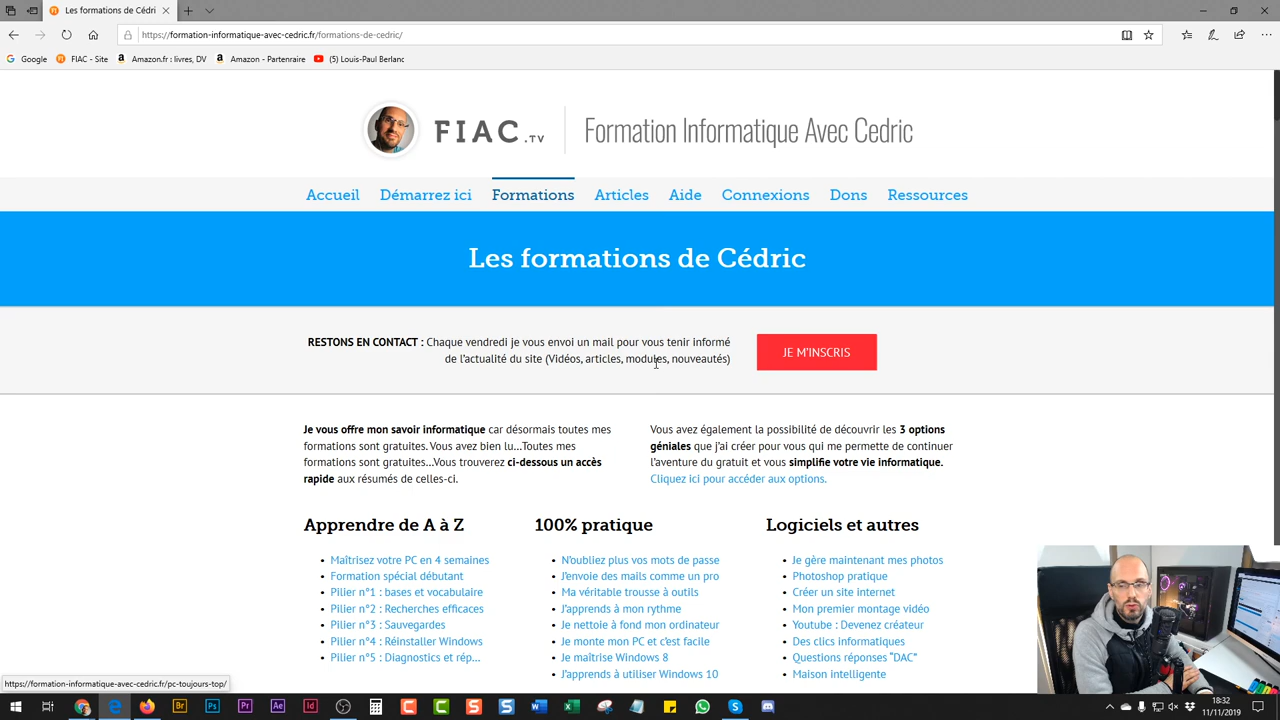 Les formations de Cédri
https://formation-informatique-avec-cedric.fr/formations-de-cedric/
Google
FIAC - Site
Amazon.fr : livres, DV
Amazon - Partenraire
(5) Louis-Paul Berlanc
FIAC.TV
Formation Informatique Avec Cedric
Accueil
Démarrez ici
Formations
Articles
Aide
Connexions
Dons
Ressources
Les formations de Cédric
RESTONS EN CONTACT : Chaque vendredi je vous envoi un mail pour vous tenir informé
de l'actualité du site (Vidéos, articles, modules, nouveautés)
JE M'INSCRIS
Je vous offre mon savoir informatique car désormais toutes mes
formations sont gratuites. Vous avez bien lu...Toutes mes
formations sont gratuites...Vous trouverez ci-dessous un accès
rapide aux résumés de celles-ci.
Vous avez également la possibilité de découvrir les 3 options
géniales que j'ai créer pour vous qui me permette de continuer
l'aventure du gratuit et vous simplifie votre vie informatique.
Cliquez ici pour accéder aux options.
Apprendre de A à Z
Maîtrisez votre PC en 4 semaines
Formation spécial débutant
Pilier n°1 : bases et vocabulaire
Pilier n°2 : Recherches efficaces
Pilier n°3 : Sauvegardes
Pilier n°4 : Réinstaller Windows
Pilier n°5 : Diagnostics et rép...
100% pratique
N'oubliez plus vos mots de passe
J'envoie des mails comme un pro
Ma véritable trousse à outils
J'apprends à mon rythme
Je nettoie à fond mon ordinateur
Je monte mon PC et c'est facile
Je maîtrise Windows 8
J'apprends à utiliser Windows 10
Logiciels et autres
Je gère maintenant mes photos
Photoshop pratique
Créer un site internet
Mon premier montage vidéo
Youtube : Devenez créateur
Des clics informatiques
Questions réponses "DAC"
Maison intelligente
https://formation-informatique-avec-cedric.fr/pc-toujours-top/
Br
Ps
Pr
Ae
Id
18:32
11/11/2019